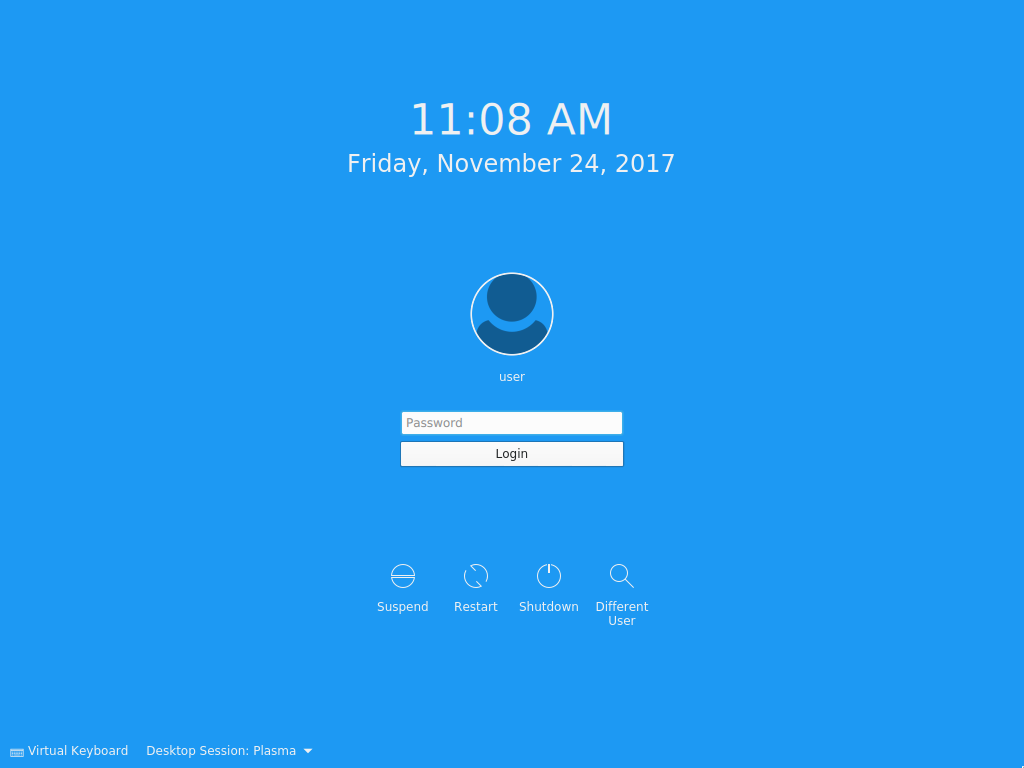 11:08 AM
Friday, November 24, 2017
user
Password
Login
Suspend
Restart
Shutdown
Different
User
Virtual Keyboard
Desktop Session: Plasma